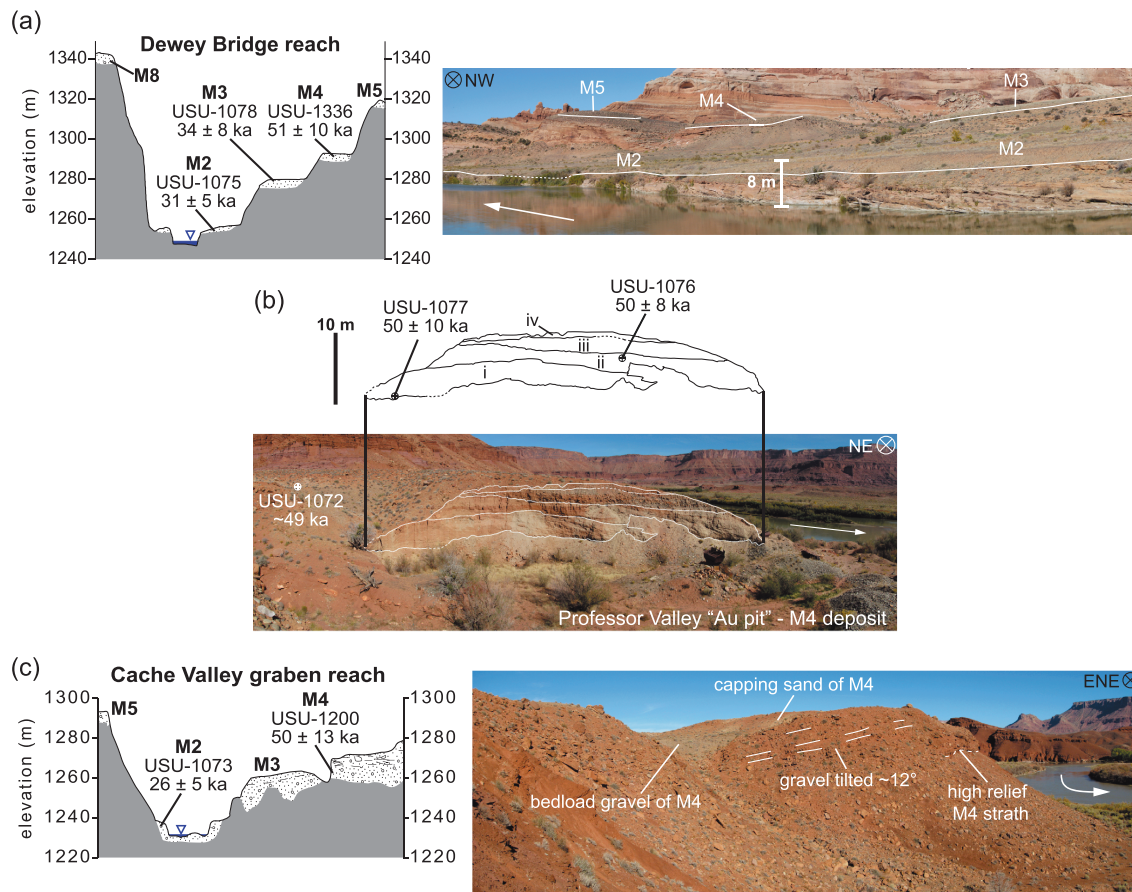 (a)
Dewey Bridge reach
elevation (m)
1340
1320
1300
1280
1260
1240
M8
M3
USU-1078
34 ± 8 ka
M4
USU-1336
51 ± 10 ka
M5
M2
USU-1075
31 ± 5 ka
1340
1320
1300
1280
1260
1240
NW
M5
M4
M3
M2
M2
8 m
(b)
10 m
USU-1077
50 ± 10 ka
USU-1076
50 ± 8 ka
iv
iii
ii
i
NE
USU-1072
~49 ka
Professor Valley “Au pit” - M4 deposit
(c)
Cache Valley graben reach
elevation (m)
1300
1280
1260
1240
1220
M5
M2
USU-1073
26 ± 5 ka
M3
M4
USU-1200
50 ± 13 ka
1300
1280
1260
1240
1220
capping sand of M4
ENE
bedload gravel of M4
gravel tilted ~12°
high relief
M4 strath